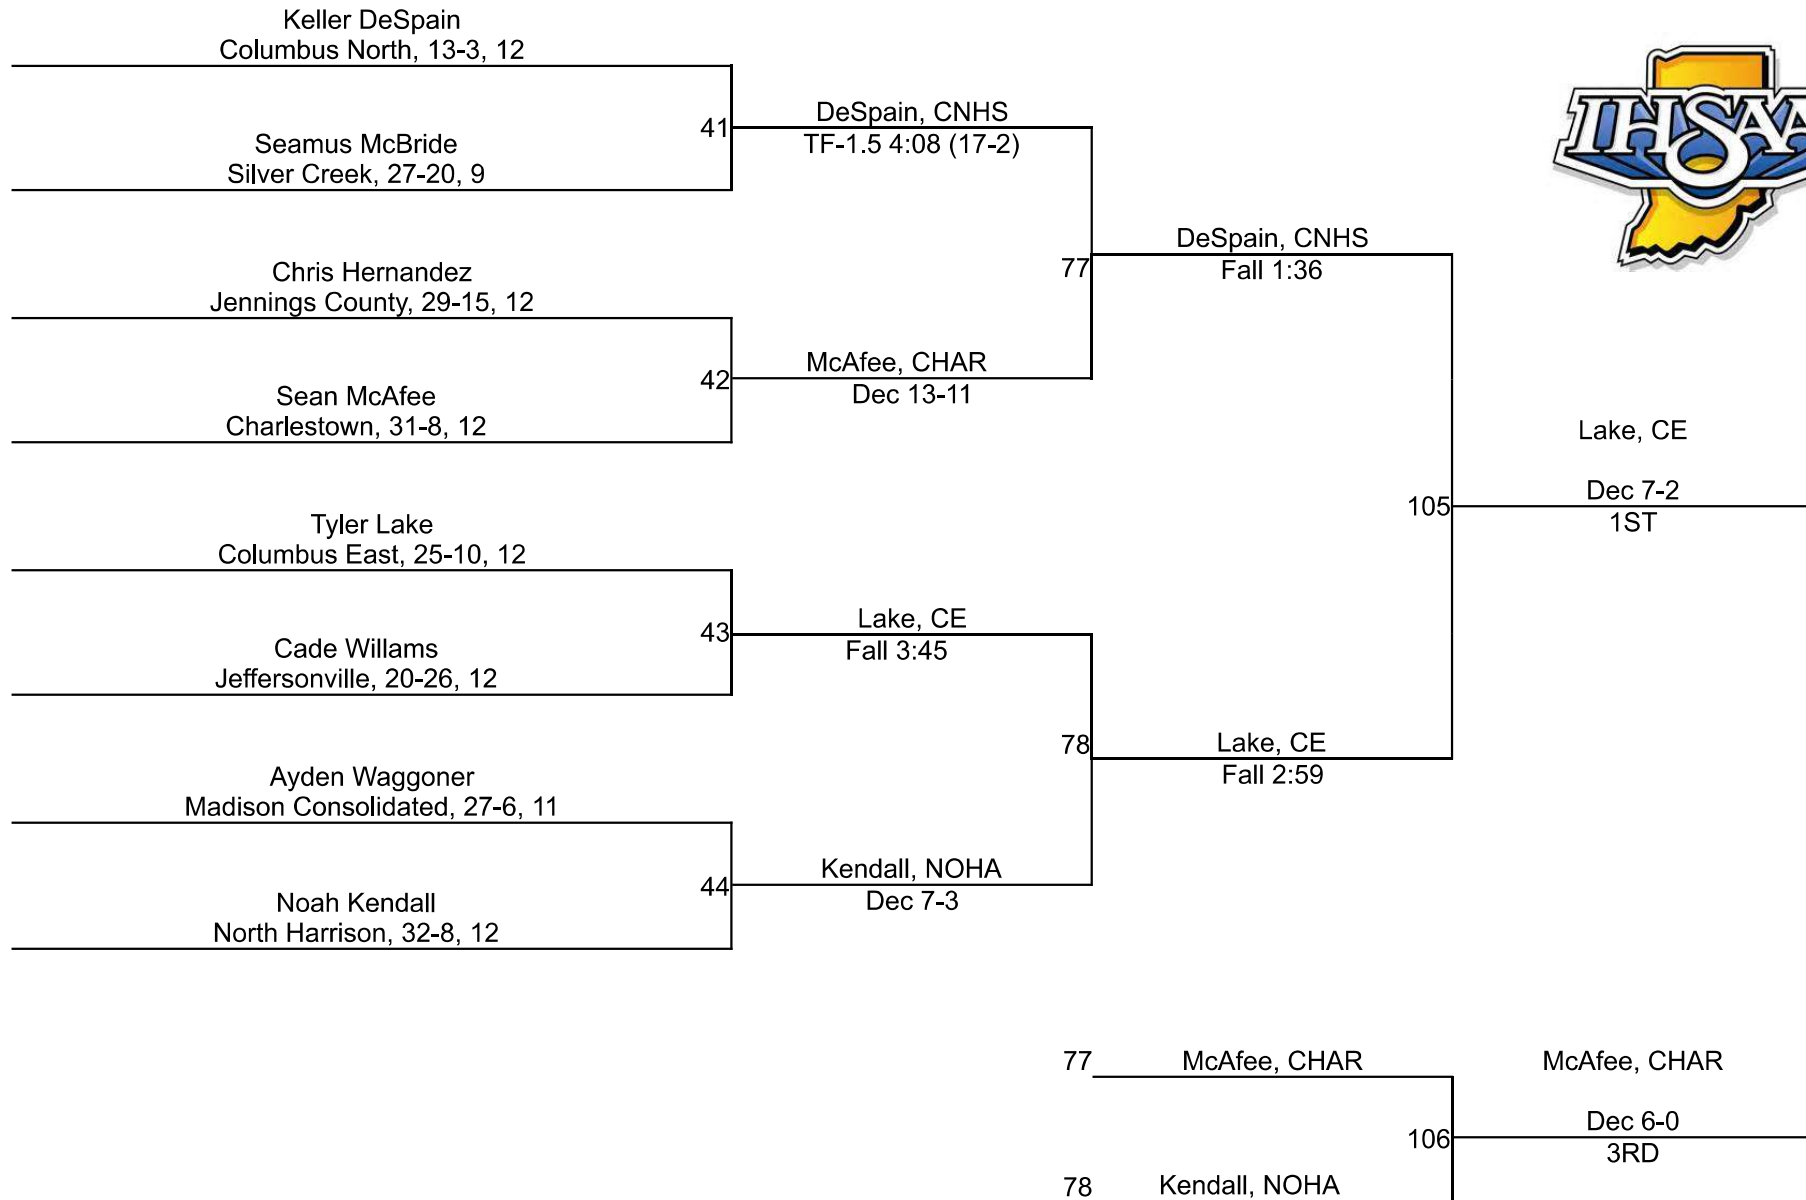 Keller DeSpain
Columbus North, 13-3, 12
Seamus McBride
Silver Creek, 27-20, 9
41
DeSpain, CNHS
TF-1.5 4:08 (17-2)
Chris Hernandez
Jennings County, 29-15, 12
Sean McAfee
Charlestown, 31-8, 12
42
McAfee, CHAR
Dec 13-11
77
DeSpain, CNHS
Fall 1:36
Tyler Lake
Columbus East, 25-10, 12
Cade Willams
Jeffersonville, 20-26, 12
43
Lake, CE
Fall 3:45
Ayden Waggoner
Madison Consolidated, 27-6, 11
Noah Kendall
North Harrison, 32-8, 12
44
Kendall, NOHA
Dec 7-3
78
Lake, CE
Fall 2:59
IHSAA
105
Lake, CE
Dec 7-2
1ST
77
McAfee, CHAR
78
Kendall, NOHA
106
McAfee, CHAR
Dec 6-0
3RD